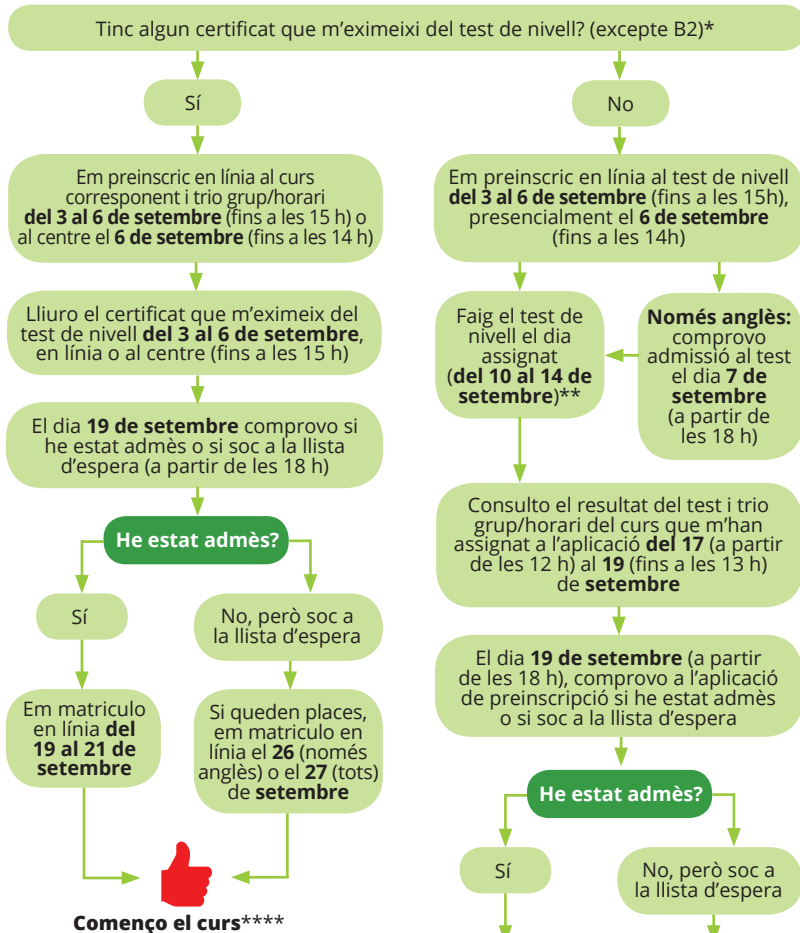 Tinc algun certificat que m’eximeixi del test de nivell? (excepte B2)*
Sí
Em preinscric en línia al curs
corresponent i trio grup/horari
del 3 al 6 de setembre (fins a les 15 h) o
al centre el 6 de setembre (fins a les 14 h)
Lliuro el certificat que m’eximeix del
test de nivell del 3 al 6 de setembre,
en línia o al centre (fins a les 15 h)
El dia 19 de setembre comprovo si
he estat admès o si soc a la llista
d’espera (a partir de les 18 h)
He estat admès?
Sí
Em matriculo
en línia del
19 al 21 de
setembre
No, però soc a
la llista d’espera
Si queden places,
em matriculo en
línia el 26 (només
anglès) o el 27 (tots)
de setembre
Començo el curs****
No
Em preinscric en línia al test de nivell
del 3 al 6 de setembre (fins a les 15h),
presencialment el 6 de setembre
(fins a les 14h)
Faig el test de
nivell el dia
assignat
(del 10 al 14 de
setembre)**
Només anglès:
comprovo
admissió al test
el dia 7 de
setembre
(a partir de
les 18 h)
Consulto el resultat del test i trio
grup/horari del curs que m’han
assignat a l’aplicació del 17 (a partir
de les 12 h) al 19 (fins a les 13 h)
de setembre
El dia 19 de setembre (a partir
de les 18 h), comprovo a l’aplicació
de preinscripció si he estat admès
o si soc a la llista d’espera
He estat admès?
Sí
No, però soc a
la llista d’espera